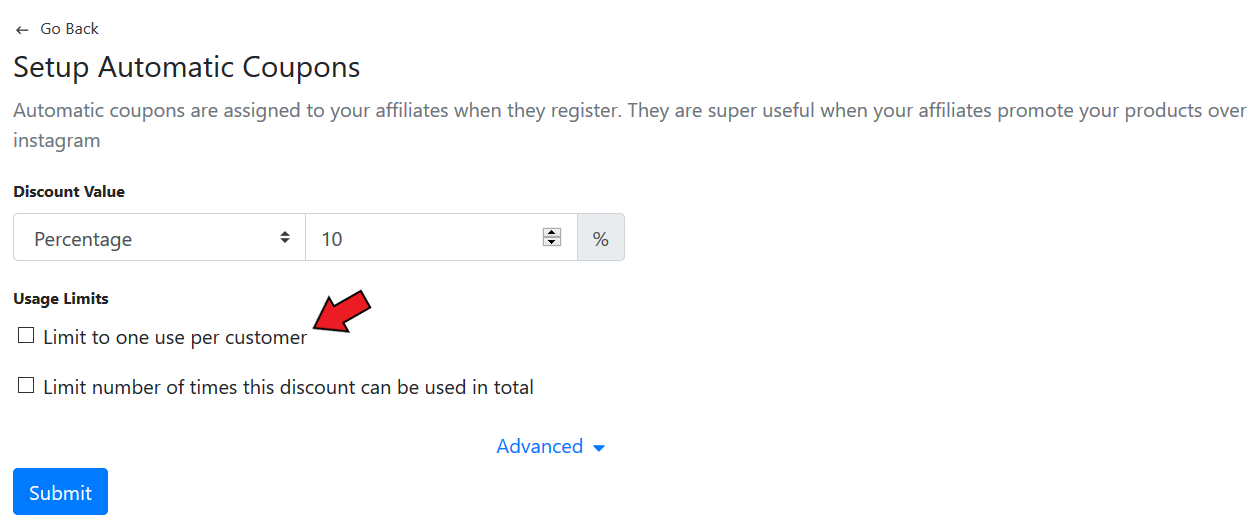 ← Go Back
Setup Automatic Coupons
Automatic coupons are assigned to your affiliates when they register. They are super useful when your affiliates promote your products over
instagram
Discount Value
Percentage 10 %
Usage Limits
Limit to one use per customer
Limit number of times this discount can be used in total
Advanced
Submit